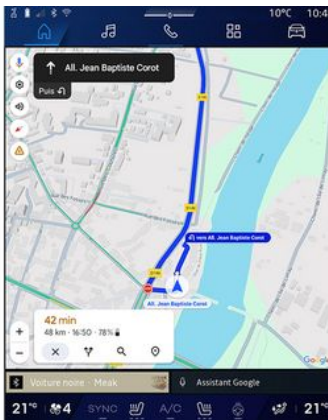 10°C 10:4
All. Jean Baptiste Corot
Puis
vers All. Jean Baptiste Corot
All. Jean Baptiste Corot
42 min
48 km · 16:50 · 78%
Google
Voiture noire · Meak
Assistant Google
21° 4 SYNC A/C 21°